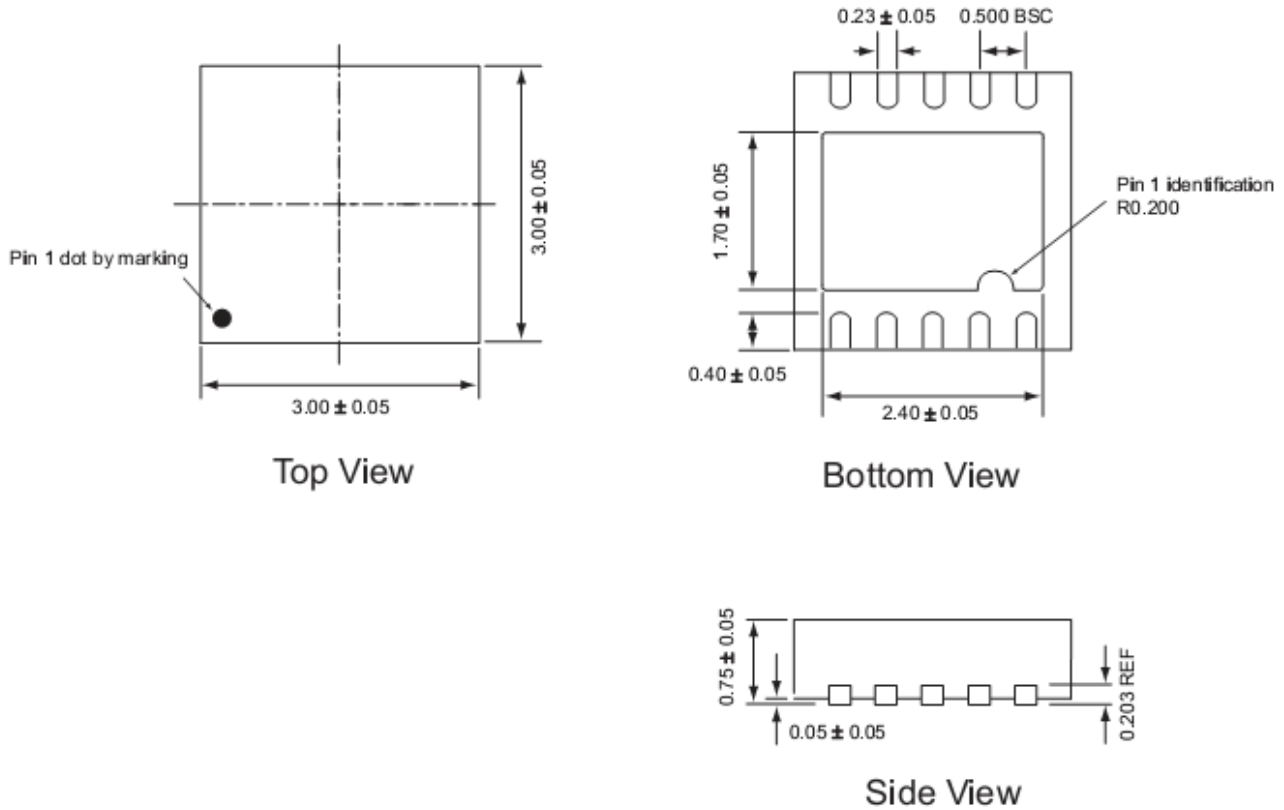 0.23 ± 0.05
0.500 BSC
3.00 ± 0.05
1.70 ± 0.05
Pin 1 identification
R0.200
Pin 1 dot by marking
0.40 ± 0.05
3.00 ± 0.05
2.40 ± 0.05
Top View
Bottom View
0.75 ± 0.05
0.203 REF
0.05 ± 0.05
Side View